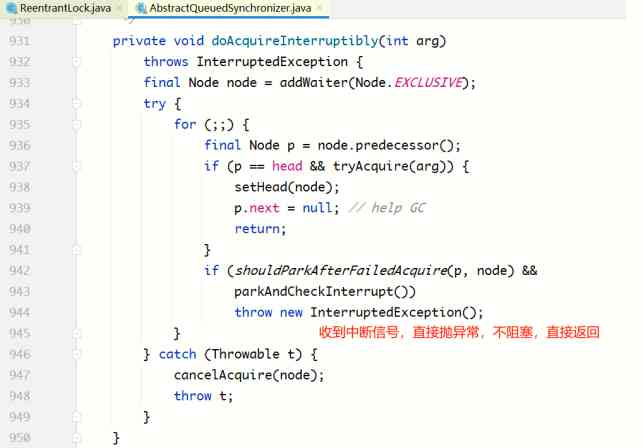 ReentrantLock.java × AbstractQueuedSynchronizer.java ×
930
931 private void doAcquireInterruptibly(int arg)
932 throws InterruptedException {
933 final Node node = addWaiter(Node.EXCLUSIVE);
934 try {
935 for (;;) {
936 final Node p = node.predecessor();
937 if (p == head && tryAcquire(arg)) {
938 setHead(node);
939 p.next = null; // help GC
940 return;
941 }
942 if (shouldParkAfterFailedAcquire(p, node) &&
943 parkAndCheckInterrupt())
944 throw new InterruptedException();
945 } 收到中断信号，直接抛异常，不阻塞，直接返回
946 } catch (Throwable t) {
947 cancelAcquire(node);
948 throw t;
949 }
950 }